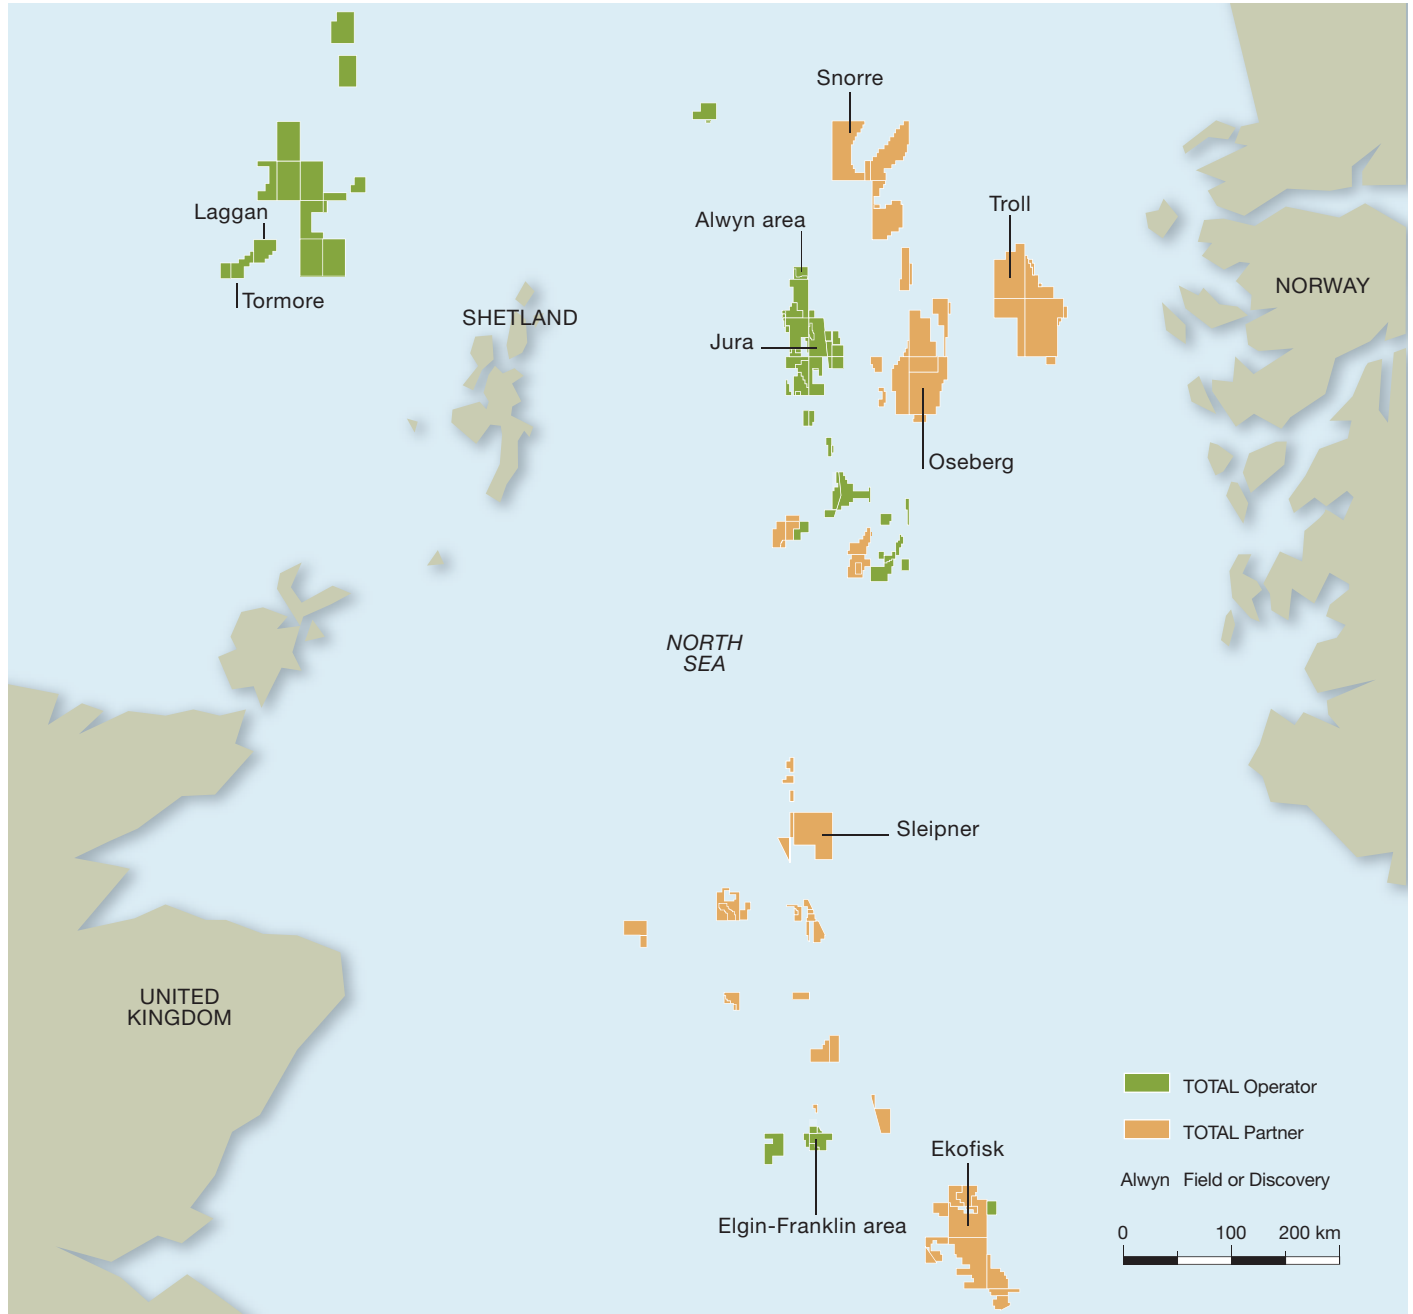 Snorre
Laggan
Troll
Alwyn area
NORWAY
Tormore
SHETLAND
Jura
Oseberg
NORTH
SEA
Sleipner
UNITED
KINGDOM
TOTAL Operator
TOTAL Partner
Ekofisk
Alwyn Field or Discovery
Elgin-Franklin area
0 100 200 km